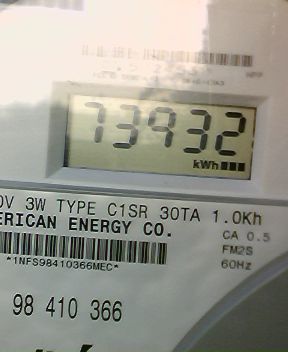 73932
kWh
0V 3W TYPE C1SR 30TA 1.0Kh
ERICAN ENERGY CO.
CA 0.5
FM2S
*1NFS98410366MEC*
60Hz
98 410 366